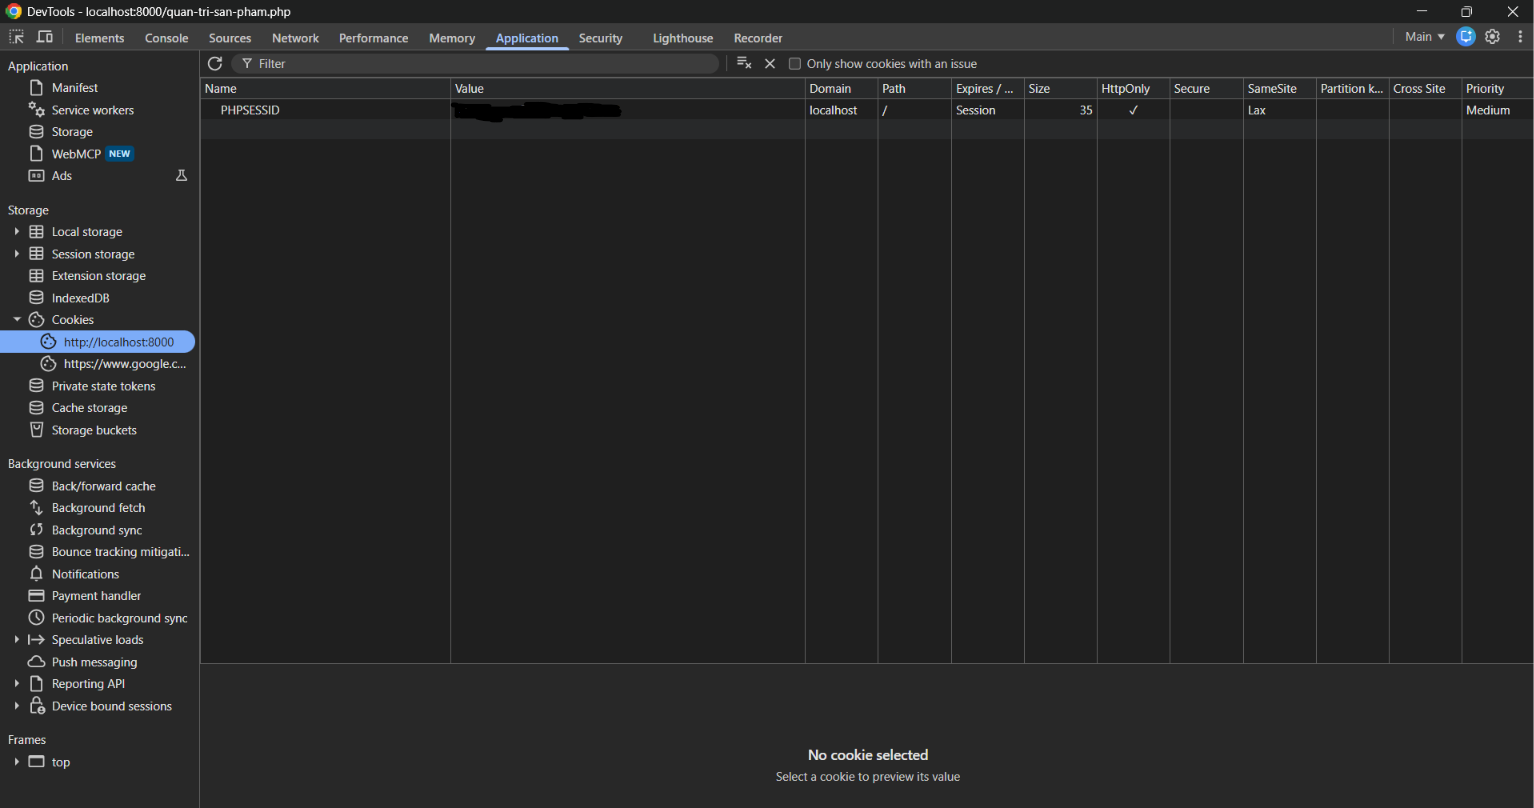 DevTools - localhost:8000/quan-tri-san-pham.php
Elements Console Sources Network Performance Memory Application Security Lighthouse Recorder Main
Application
Manifest
Service workers
Storage
WebMCP NEW
Ads
Storage
Local storage
Session storage
Extension storage
IndexedDB
Cookies
http://localhost:8000
https://www.google.c...
Private state tokens
Cache storage
Storage buckets
Background services
Back/forward cache
Background fetch
Background sync
Bounce tracking mitigati...
Notifications
Payment handler
Periodic background sync
Speculative loads
Push messaging
Reporting API
Device bound sessions
Frames
top
Filter Only show cookies with an issue
Name Value Domain Path Expires / ... Size HttpOnly Secure SameSite Partition k... Cross Site Priority
PHPSESSID localhost / Session 35 ✓ Lax Medium
No cookie selected
Select a cookie to preview its value